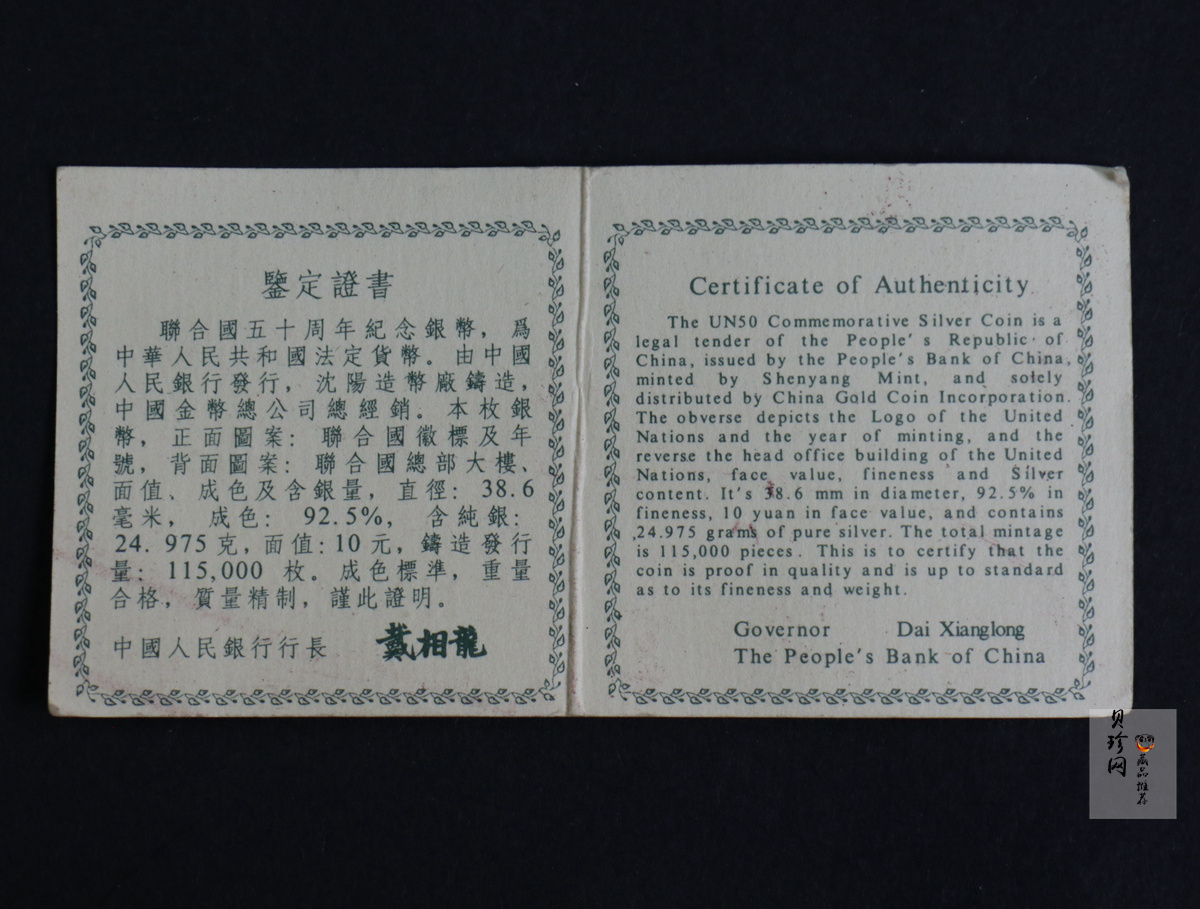 鑒定證書
聯合國五十周年紀念銀幣，爲
中華人民共和國法定貨幣。由中國
人民銀行發行，沈陽造幣廠鑄造，
中國金幣總公司總經銷。本枚銀
幣，正面圖案：聯合國徽標及年
號，背面圖案：聯合國總部大樓、
面值、成色及含銀量，直徑：38.6
毫米，成色：92.5%，含純銀：
24.975克，面值：10元，鑄造發行
量：115,000枚。成色標準，重量
合格，質量精制，謹此證明。
中國人民銀行行長 戴相龍
Certificate of Authenticity
The UN50 Commemorative Silver Coin is a
legal tender of the People's Republic of
China, issued by the People's Bank of China,
minted by Shenyang Mint, and solely
distributed by China Gold Coin Incorporation.
The obverse depicts the Logo of the United
Nations and the year of minting, and the
reverse the head office building of the United
Nations, face value, fineness and Silver
content. It's 38.6 mm in diameter, 92.5% in
fineness, 10 yuan in face value, and contains
24.975 grams of pure silver. The total mintage
is 115,000 pieces. This is to certify that the
coin is proof in quality and is up to standard
as to its fineness and weight.
Governor Dai Xianglong
The People's Bank of China
贝珍网
藏品推荐